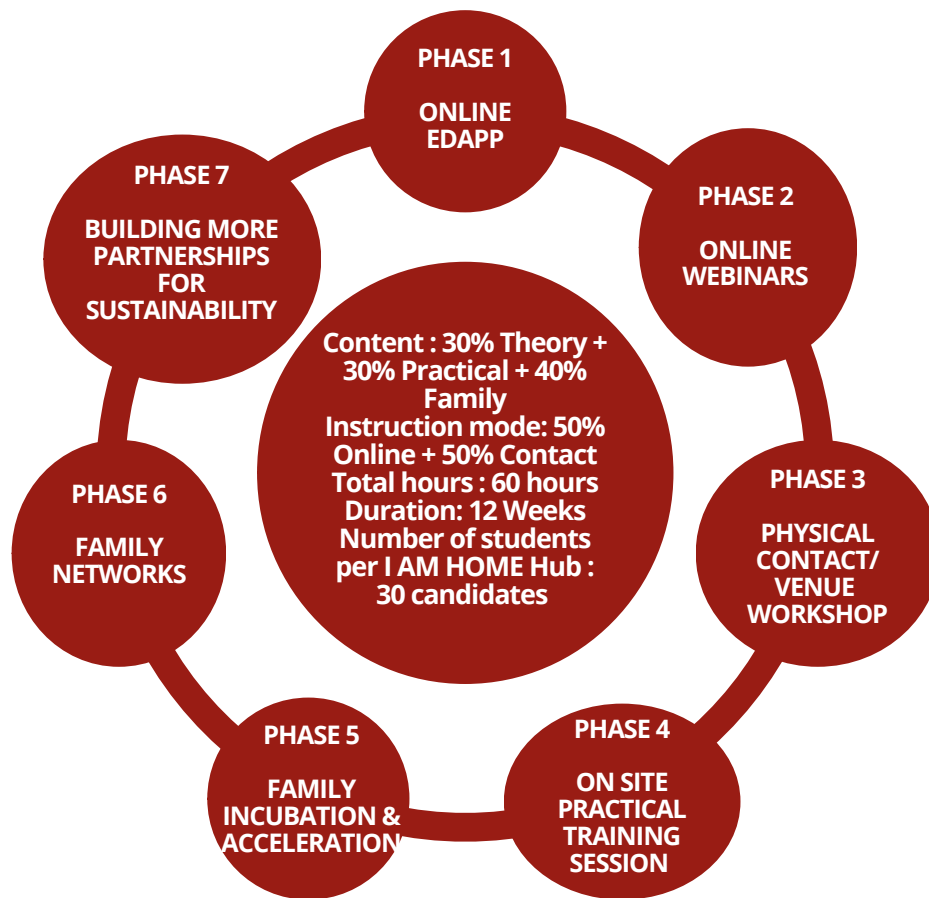 PHASE 1
ONLINE
EDAPP
PHASE 2
ONLINE
WEBINARS
PHASE 3
PHYSICAL
CONTACT/
VENUE
WORKSHOP
PHASE 4
ON SITE
PRACTICAL
TRAINING
SESSION
PHASE 5
FAMILY
INCUBATION &
ACCELERATION
PHASE 6
FAMILY
NETWORKS
PHASE 7
BUILDING MORE
PARTNERSHIPS
FOR
SUSTAINABILITY
Content : 30% Theory +
30% Practical + 40%
Family
Instruction mode: 50%
Online + 50% Contact
Total hours : 60 hours
Duration: 12 Weeks
Number of students
per I AM HOME Hub :
30 candidates